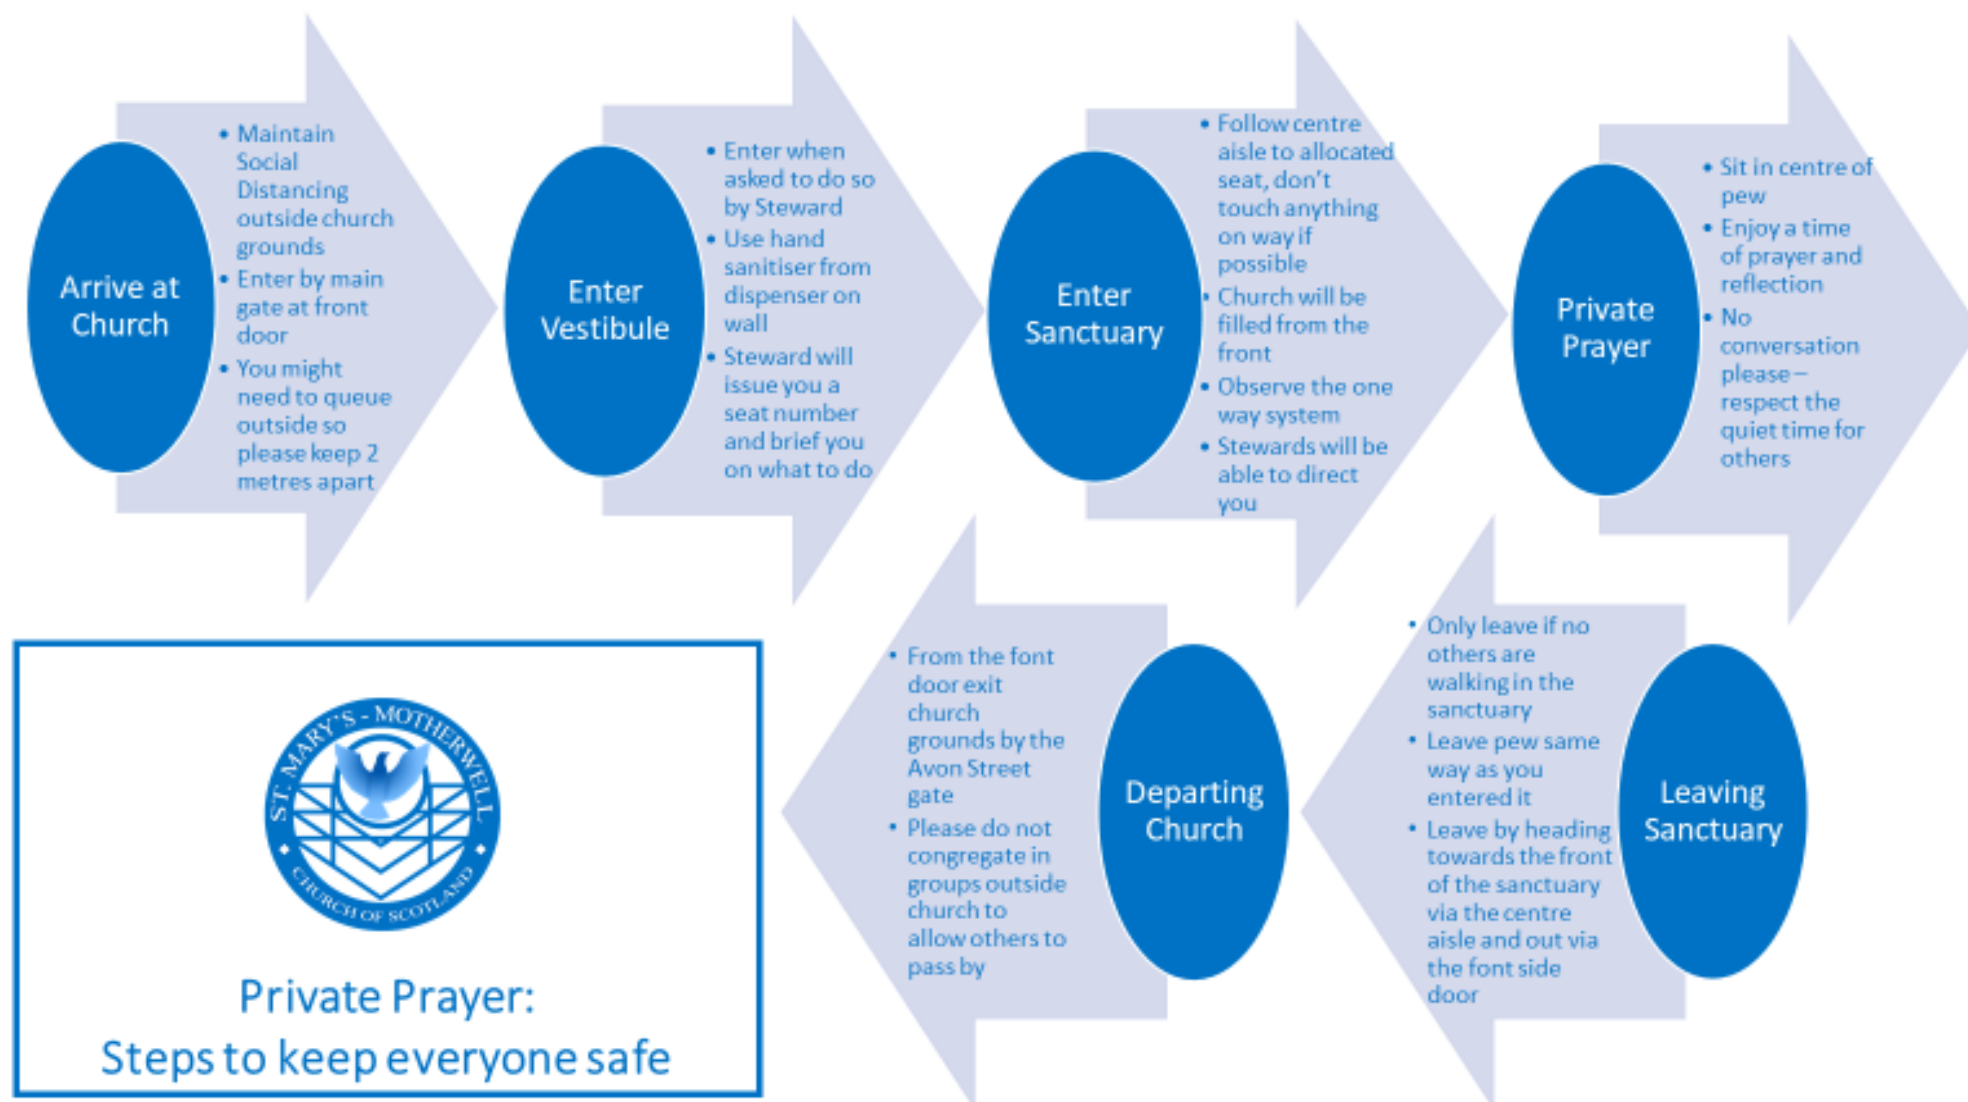 Arrive at
Church
• Maintain
Social
Distancing
outside church
grounds
• Enter by main
gate at front
door
• You might
need to queue
outside so
please keep 2
metres apart
Enter
Vestibule
• Enter when
asked to do so
by Steward
• Use hand
sanitiser from
dispenser on
wall
• Steward will
issue you a
seat number
and brief you
on what to do
Enter
Sanctuary
• Follow centre
aisle to allocated
seat, don't
touch anything
on way if
possible
• Church will be
filled from the
front
• Observe the one
way system
• Stewards will be
able to direct
you
Private
Prayer
• Sit in centre of
pew
• Enjoy a time
of prayer and
reflection
• No
conversation
please –
respect the
quiet time for
others
Leaving
Sanctuary
• Only leave if no
others are
walking in the
sanctuary
• Leave pew same
way as you
entered it
• Leave by heading
towards the front
of the sanctuary
via the centre
aisle and out via
the font side
door
Departing
Church
• From the font
door exit
church
grounds by the
Avon Street
gate
• Please do not
congregate in
groups outside
church to
allow others to
pass by
ST. MARY'S - MOTHERWELL
CHURCH OF SCOTLAND
Private Prayer:
Steps to keep everyone safe